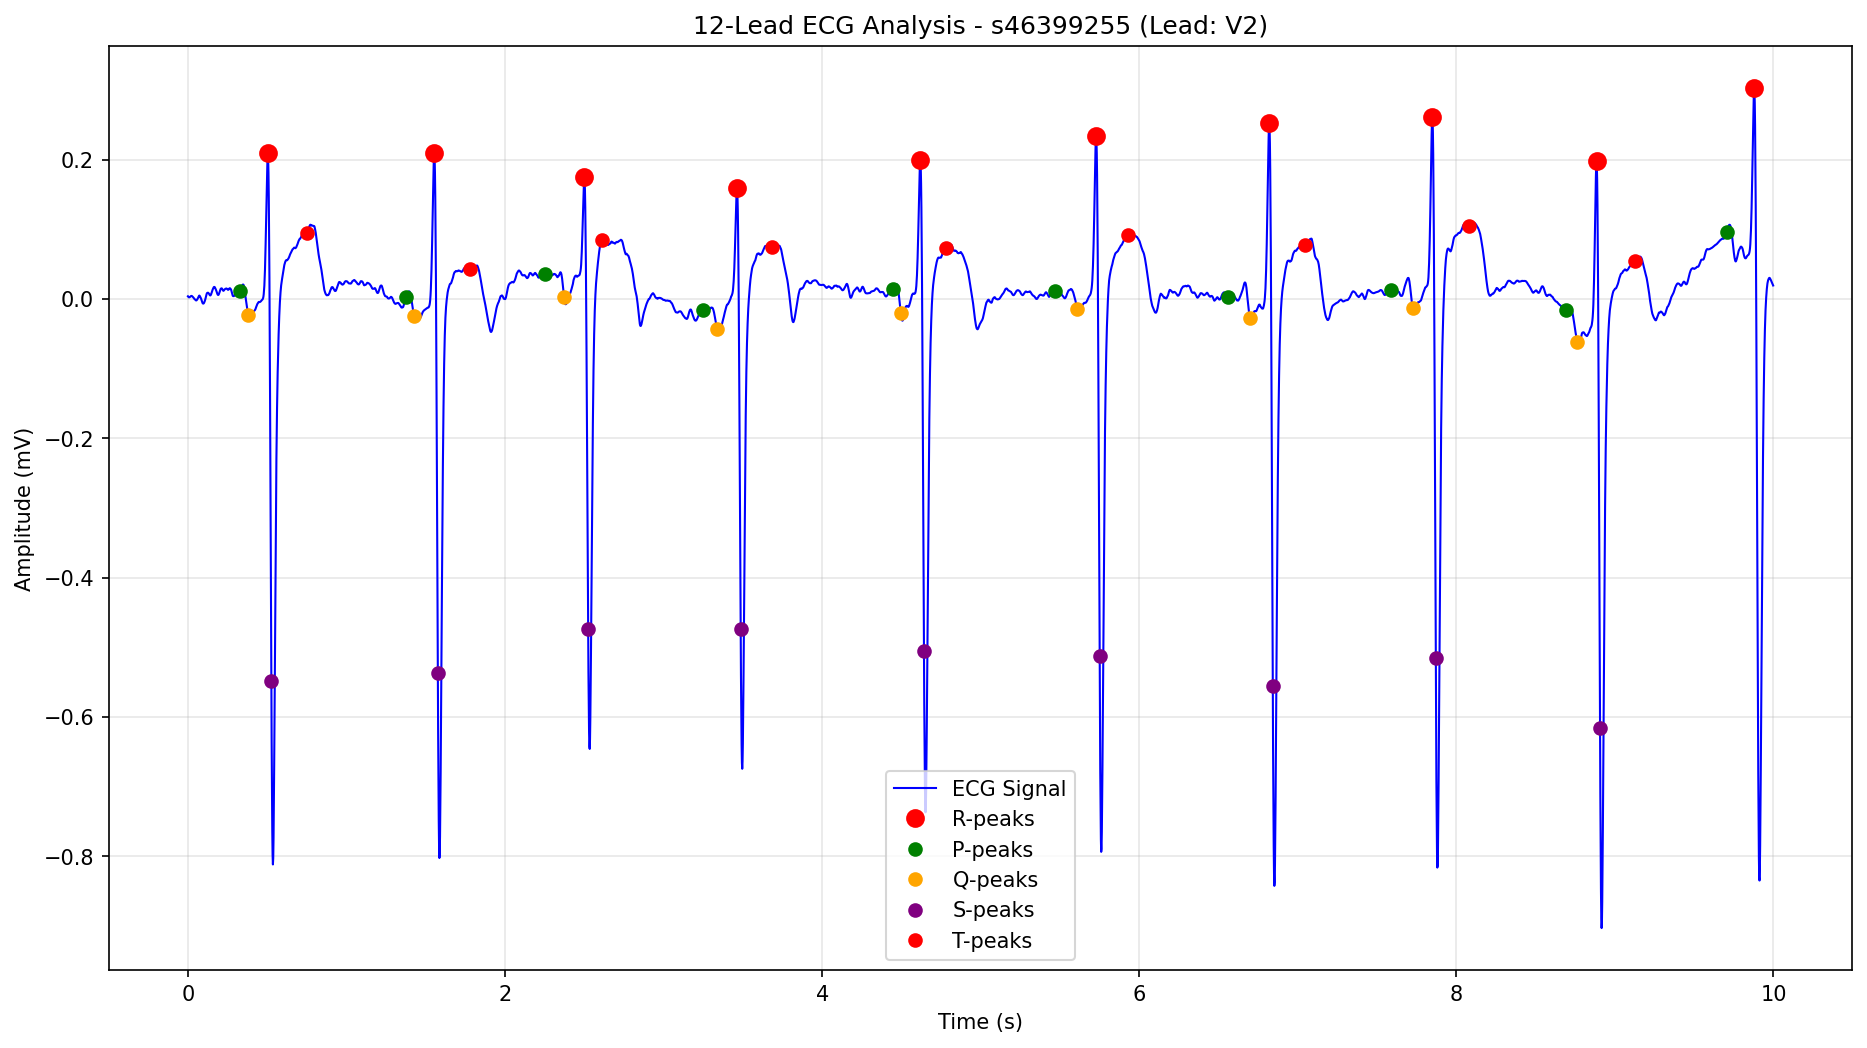 12-Lead ECG Analysis - s46399255 (Lead: V2)
Amplitude (mV)
0.2
0.0
−0.2
−0.4
−0.6
−0.8
ECG Signal
R-peaks
P-peaks
Q-peaks
S-peaks
T-peaks
0 2 4 6 8 10
Time (s)